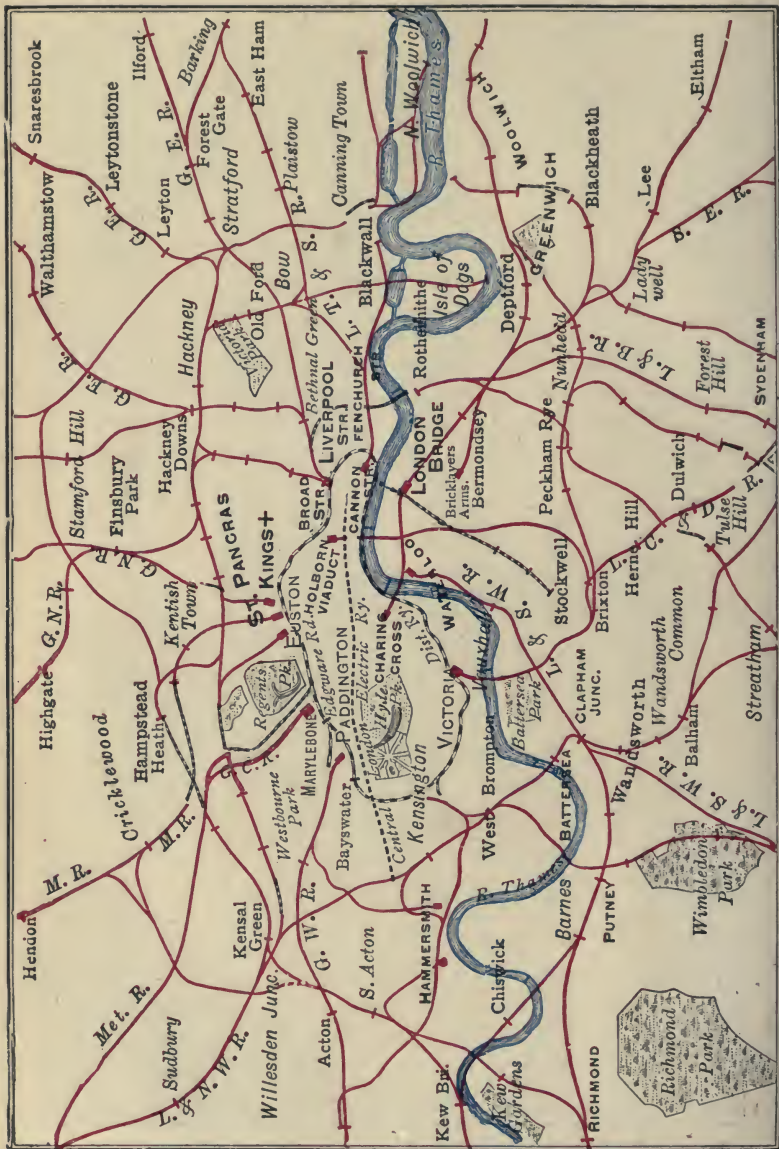 Snaresbrook
Walthamstow
G. E. R.
Leytonstone
Leyton
G. E. R.
Ilford
Barking
Forest
Gate
Stratford
East Ham
Plaistow
Canning Town
N. Woolwich
R. Thames
WOOLWICH
Eltham
Blackheath
Lee
S. E. R.
Lady
well
GREENWICH
Deptford
Isle of
Dogs
Blackwall
L. T. & S. R.
Bow
Old Ford
Victoria
Park
Hackney
G. E. R.
Stamford Hill
Finsbury
Park
Hackney
Downs
Bethnal Green
LIVERPOOL
STR.
FENCHURCH
STR.
Rotherhithe
Nunhead
L. & B. R.
Forest
Hill
SYDENHAM
Peckham Rye
Dulwich
Bermondsey
Bricklayers
Arms.
LONDON
BRIDGE
CANNON
STR.
BROAD
STR.
HOLBORN
VIADUCT
ST. PANCRAS
KINGS+
EUSTON
G. N. R.
G. N. R.
Highgate
Kentish
Town
Hampstead
Heath
Cricklewood
M. R.
M. R.
Hendon
Regents
Pk.
Edgware Rd.
PADDINGTON
MARYLEBONE
G. C. R.
Westbourne
Park
Bayswater
Central London Electric Ry.
Hyde
Pk.
CHARING
CROSS
Dist. Ra
WATERLOO
VICTORIA
Kensington
Vauxhall
L. & S. W. R.
Stockwell
Brixton
Herne Hill
L. C. & D. R.
Tulse
Hill
Streatham
Wandsworth
Common
Balham
CLAPHAM
JUNC.
Battersea
Park
West Brompton
BATTERSEA
Wandsworth
L. & S. W. R.
Wimbledon
Park
PUTNEY
Barnes
R. Thames
HAMMERSMITH
Chiswick
S. Acton
G. W. R.
Kensal
Green
Willesden Junc.
Met. R.
Sudbury
L. & N. W. R.
Acton
Kew Br.
Kew
Gardens
RICHMOND
Richmond
Park